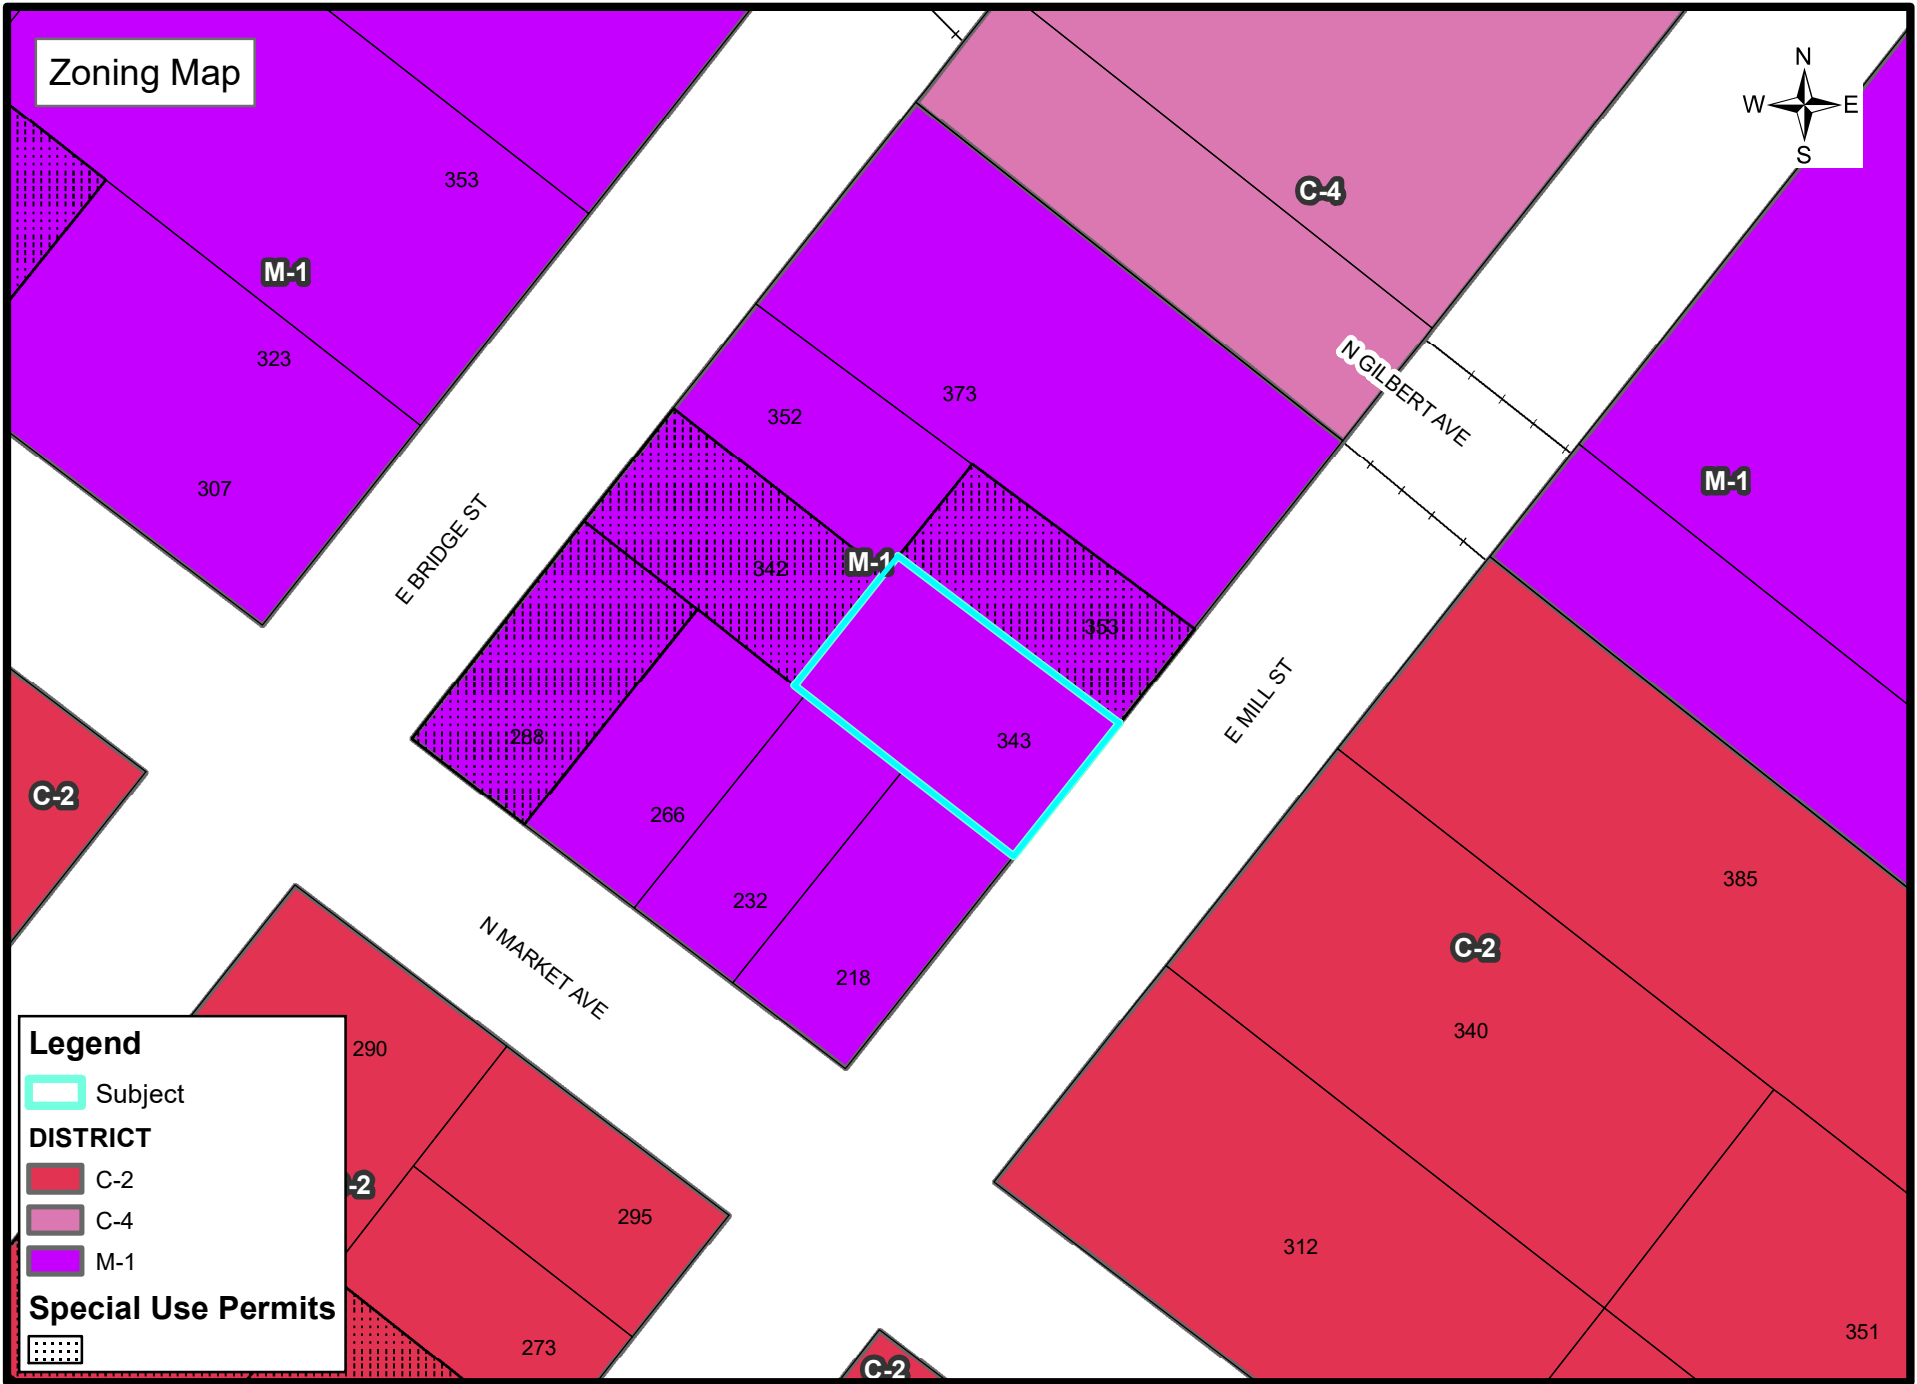 Zoning Map
N
W E
S
C-4
353
M-1
323
307
N GILBERT AVE
373
352
M-1
E BRIDGE ST
342
M-1
353
E MILL ST
343
288
C-2
266
385
232
C-2
N MARKET AVE
218
340
290
-2
295
312
273
351
C-2
Legend
Subject
DISTRICT
C-2
C-4
M-1
Special Use Permits